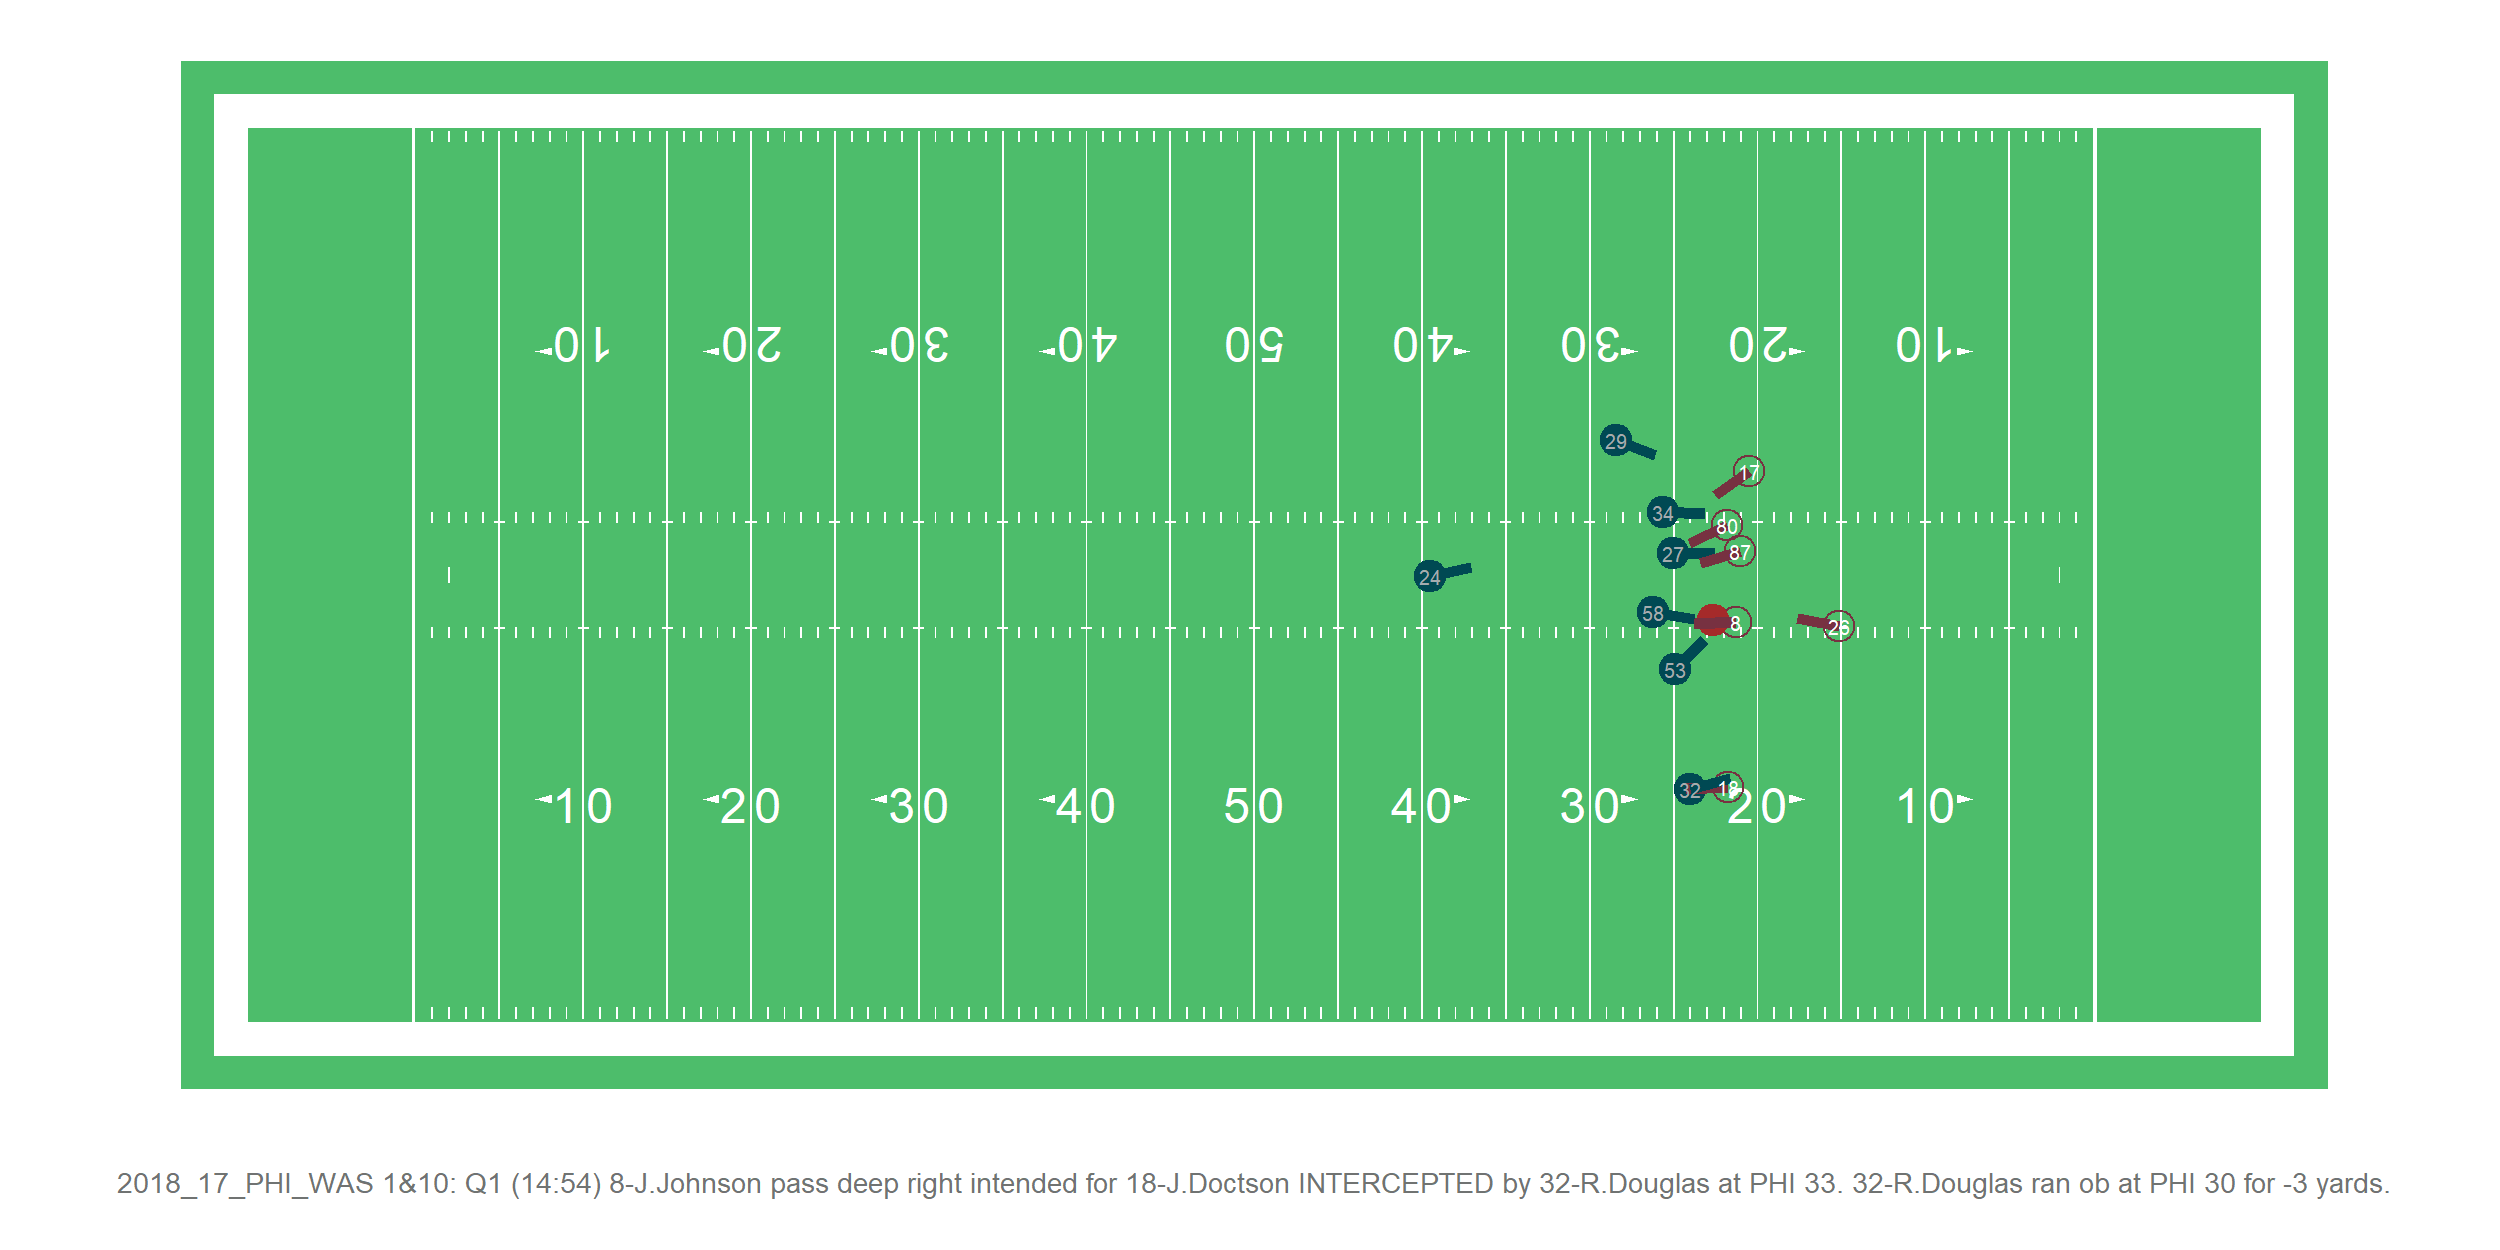 10 20 30 40 50 40 30 20 10
29
17
34
80
27 87
24
58 8 26
53
32 18
10 20 30 40 50 40 30 20 10
2018_17_PHI_WAS 1&10: Q1 (14:54) 8-J.Johnson pass deep right intended for 18-J.Doctson INTERCEPTED by 32-R.Douglas at PHI 33. 32-R.Douglas ran ob at PHI 30 for -3 yards.